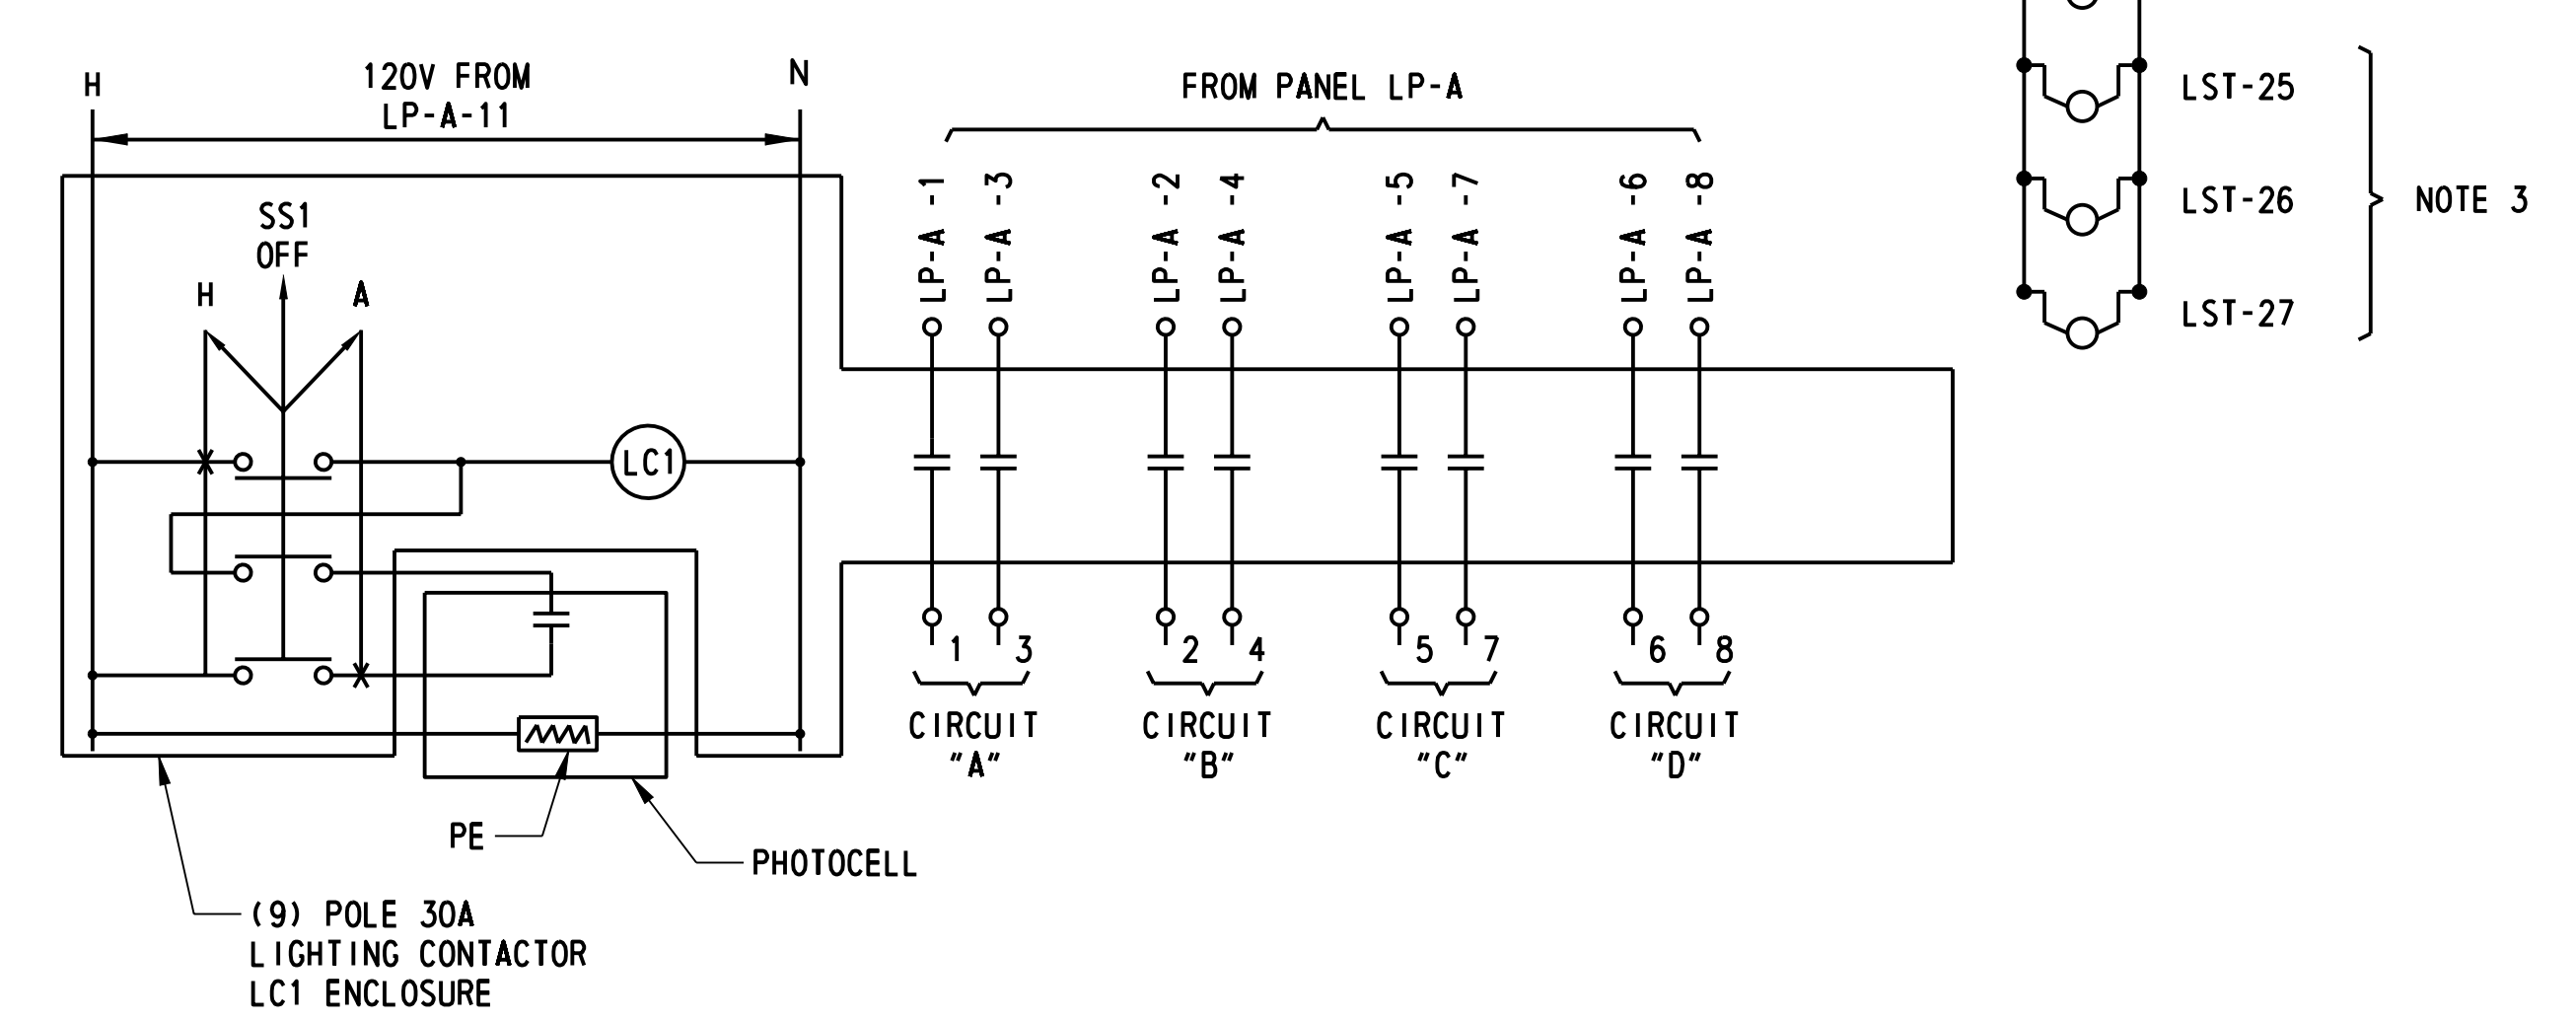 H
120V FROM
LP-A-11
N
SS1
OFF
H
A
LC1
PE
PHOTOCELL
(9) POLE 30A
LIGHTING CONTACTOR
LC1 ENCLOSURE
FROM PANEL LP-A
LP-A -1
LP-A -3
LP-A -2
LP-A -4
LP-A -5
LP-A -7
LP-A -6
LP-A -8
1 3
2 4
5 7
6 8
CIRCUIT
"A"
CIRCUIT
"B"
CIRCUIT
"C"
CIRCUIT
"D"
LST-25
LST-26
LST-27
NOTE 3